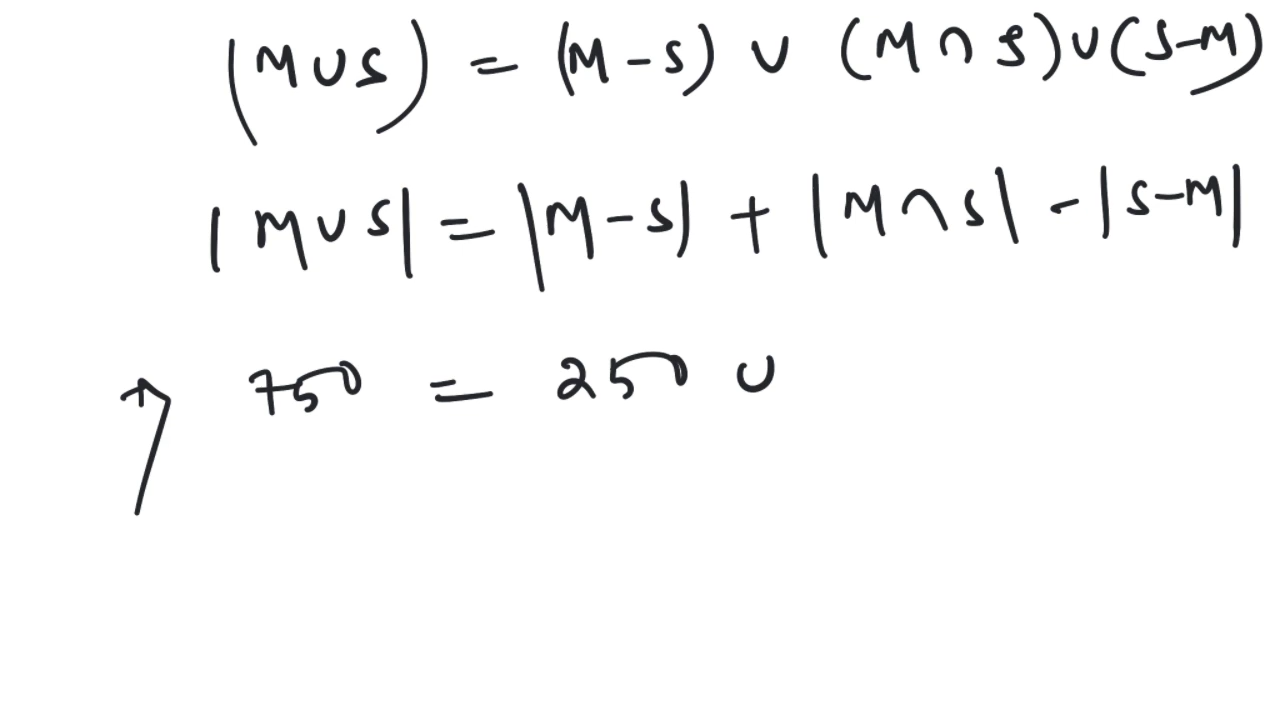 (M∪S) = (M-S) ∪ (M∩S)∪(S-M)
|M∪S| = |M-S| + |M∩S| - |S-M|
750 = 250 ∪